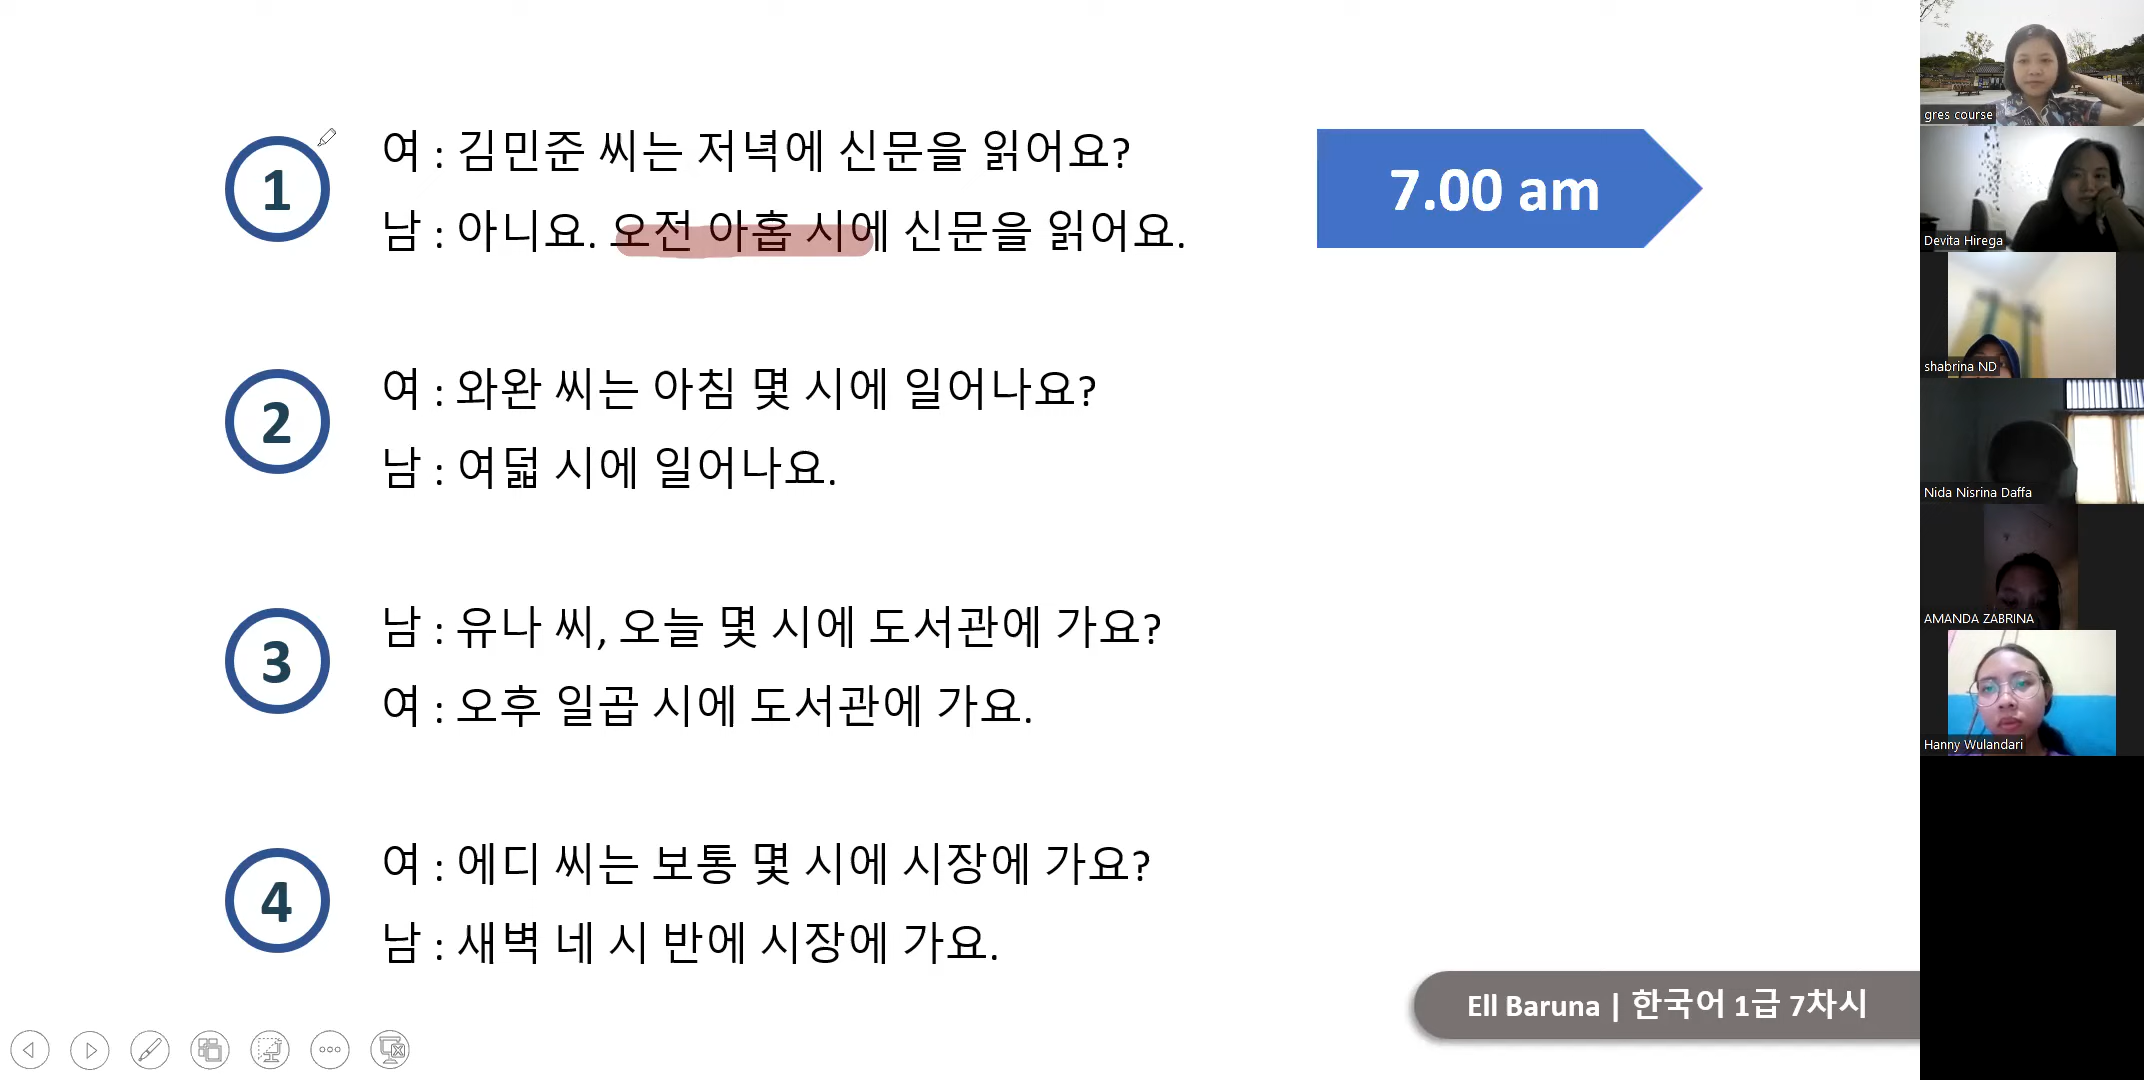 1
여 : 김민준 씨는 저녁에 신문을 읽어요?
남 : 아니요. 오전 아홉 시에 신문을 읽어요.
7.00 am
2
여 : 와완 씨는 아침 몇 시에 일어나요?
남 : 여덟 시에 일어나요.
3
남 : 유나 씨, 오늘 몇 시에 도서관에 가요?
여 : 오후 일곱 시에 도서관에 가요.
4
여 : 에디 씨는 보통 몇 시에 시장에 가요?
남 : 새벽 네 시 반에 시장에 가요.
Ell Baruna | 한국어 1급 7차시
gres course
Devita Hirega
shabrina ND
Nida Nisrina Daffa
AMANDA ZABRINA
Hanny Wulandari